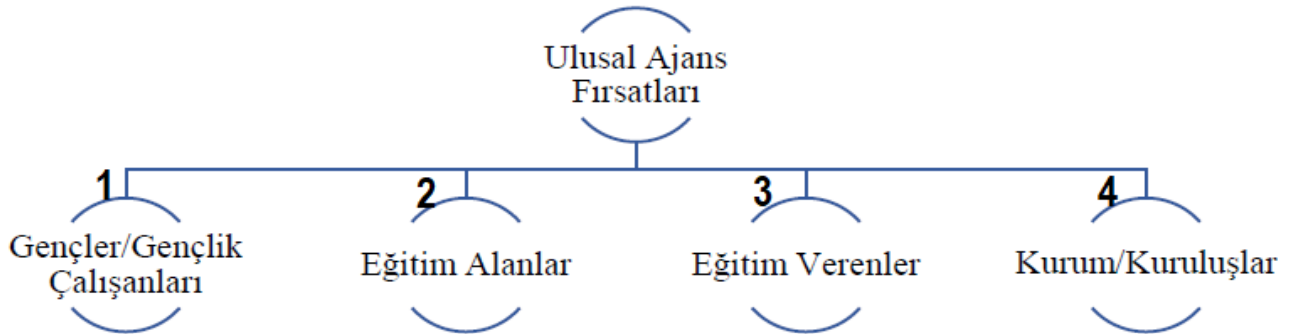 Ulusal Ajans
Fırsatları
1
2
3
4
Gençler/Gençlik
Çalışanları
Eğitim Alanlar
Eğitim Verenler
Kurum/Kuruluşlar